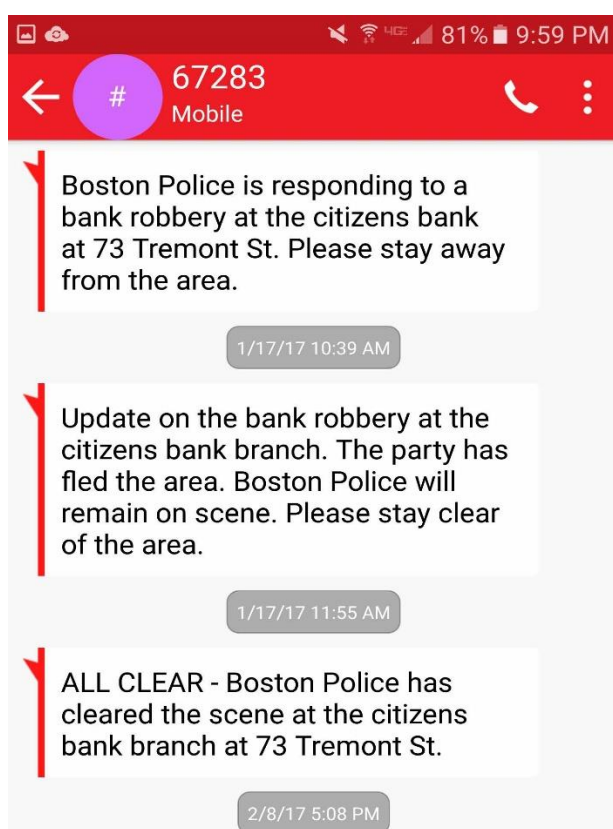 81% 9:59 PM
#
67283
Mobile
Boston Police is responding to a
bank robbery at the citizens bank
at 73 Tremont St. Please stay away
from the area.
1/17/17 10:39 AM
Update on the bank robbery at the
citizens bank branch. The party has
fled the area. Boston Police will
remain on scene. Please stay clear
of the area.
1/17/17 11:55 AM
ALL CLEAR - Boston Police has
cleared the scene at the citizens
bank branch at 73 Tremont St.
2/8/17 5:08 PM